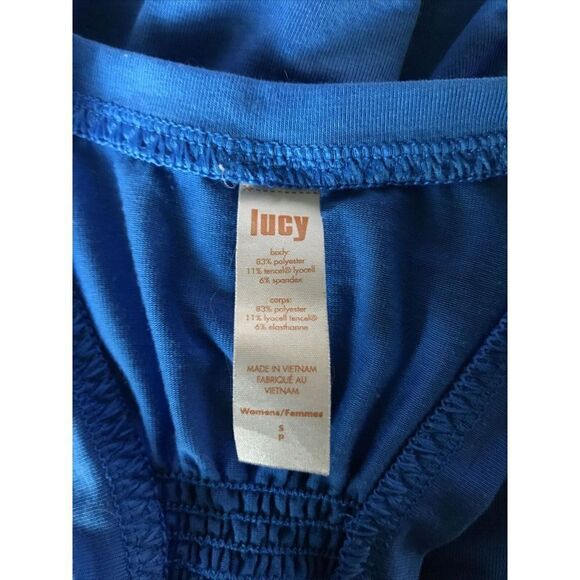 lucy
body:
83% polyester
11% tencel® lyocell
6% spandex
corps:
83% polyester
11% lyocell tencel®
6% elasthanne
MADE IN VIETNAM
FABRIQUÉ AU
VIETNAM
Womens/Femmes
S
P